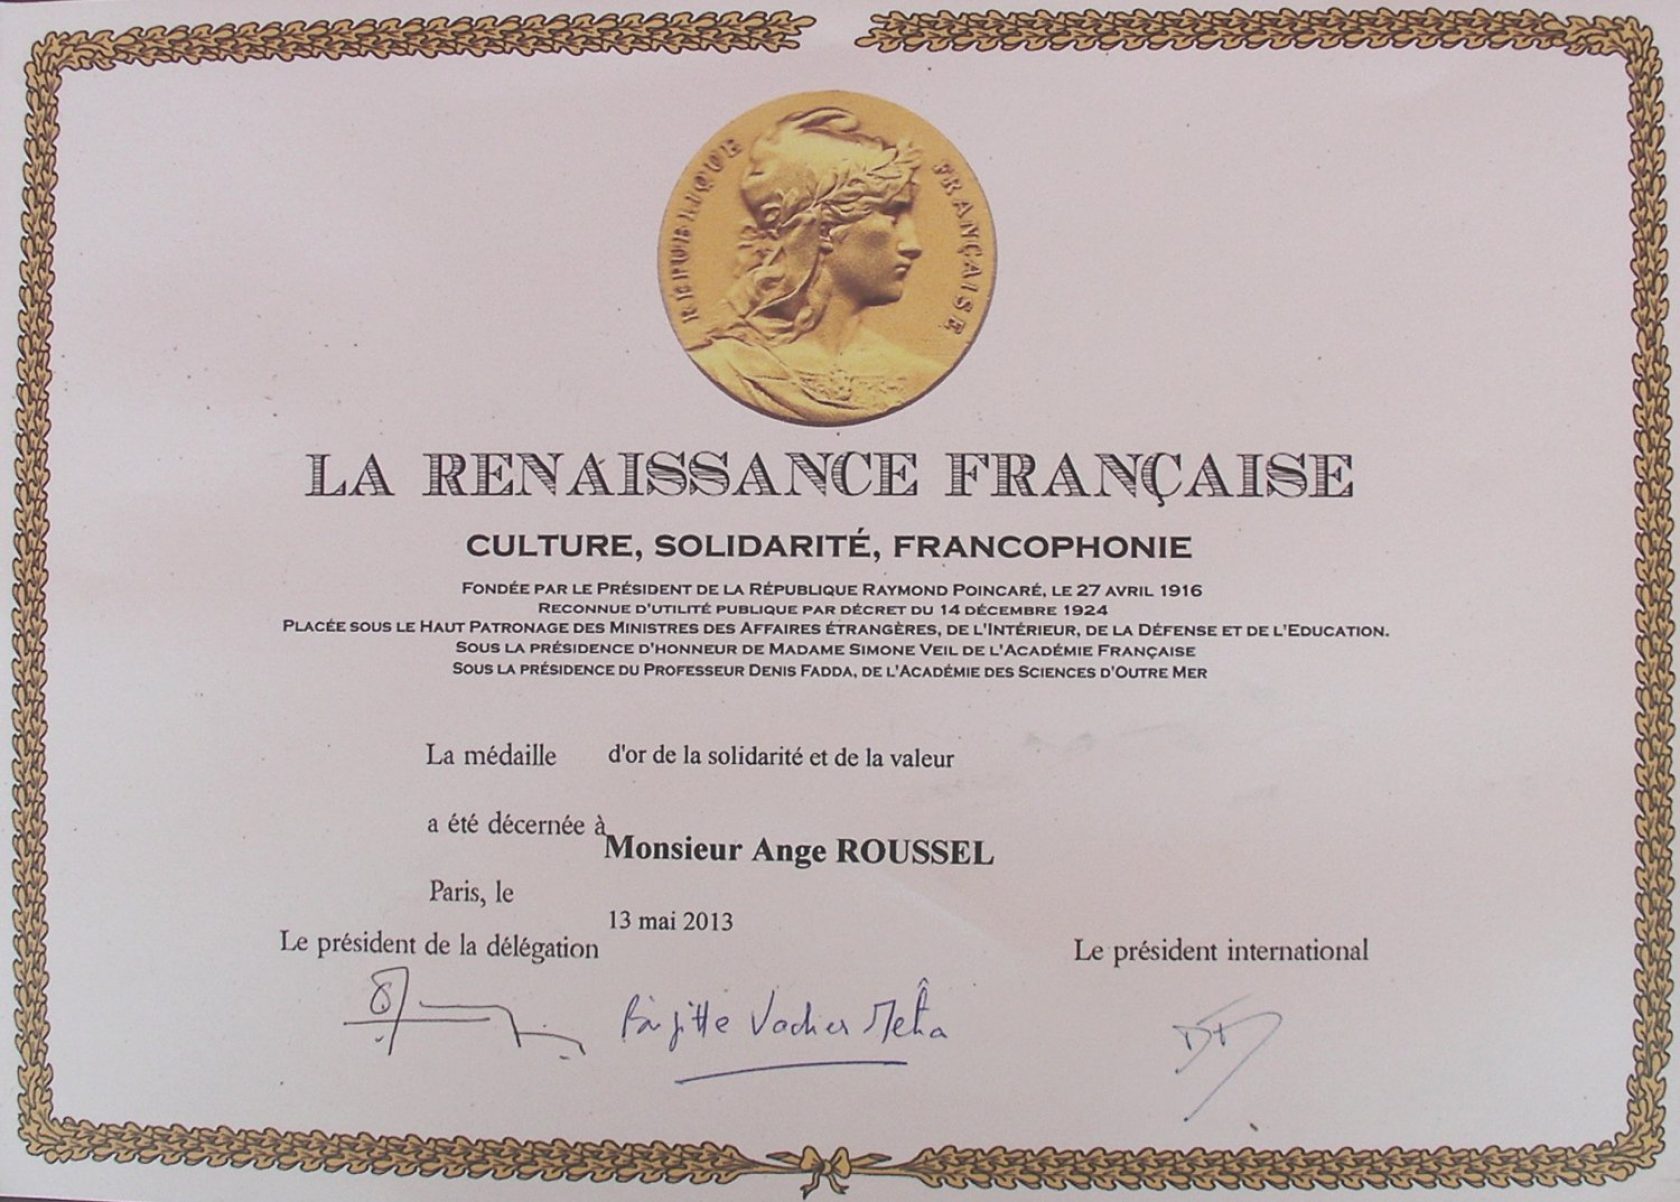 REPUBLIQUE FRANÇAISE
LA RENAISSANCE FRANÇAISE
CULTURE, SOLIDARITÉ, FRANCOPHONIE
FONDÉE PAR LE PRÉSIDENT DE LA RÉPUBLIQUE RAYMOND POINCARÉ, LE 27 AVRIL 1916
RECONNUE D'UTILITÉ PUBLIQUE PAR DÉCRET DU 14 DÉCEMBRE 1924
PLACÉE SOUS LE HAUT PATRONAGE DES MINISTRES DES AFFAIRES ÉTRANGÈRES, DE L'INTÉRIEUR, DE LA DÉFENSE ET DE L'EDUCATION.
SOUS LA PRÉSIDENCE D'HONNEUR DE MADAME SIMONE VEIL DE L'ACADÉMIE FRANÇAISE
SOUS LA PRÉSIDENCE DU PROFESSEUR DENIS FADDA, DE L'ACADÉMIE DES SCIENCES D'OUTRE MER
La médaille d'or de la solidarité et de la valeur
a été décernée à
Monsieur Ange ROUSSEL
Paris, le
13 mai 2013
Le président de la délégation
Le président international
Brigitte Vacher